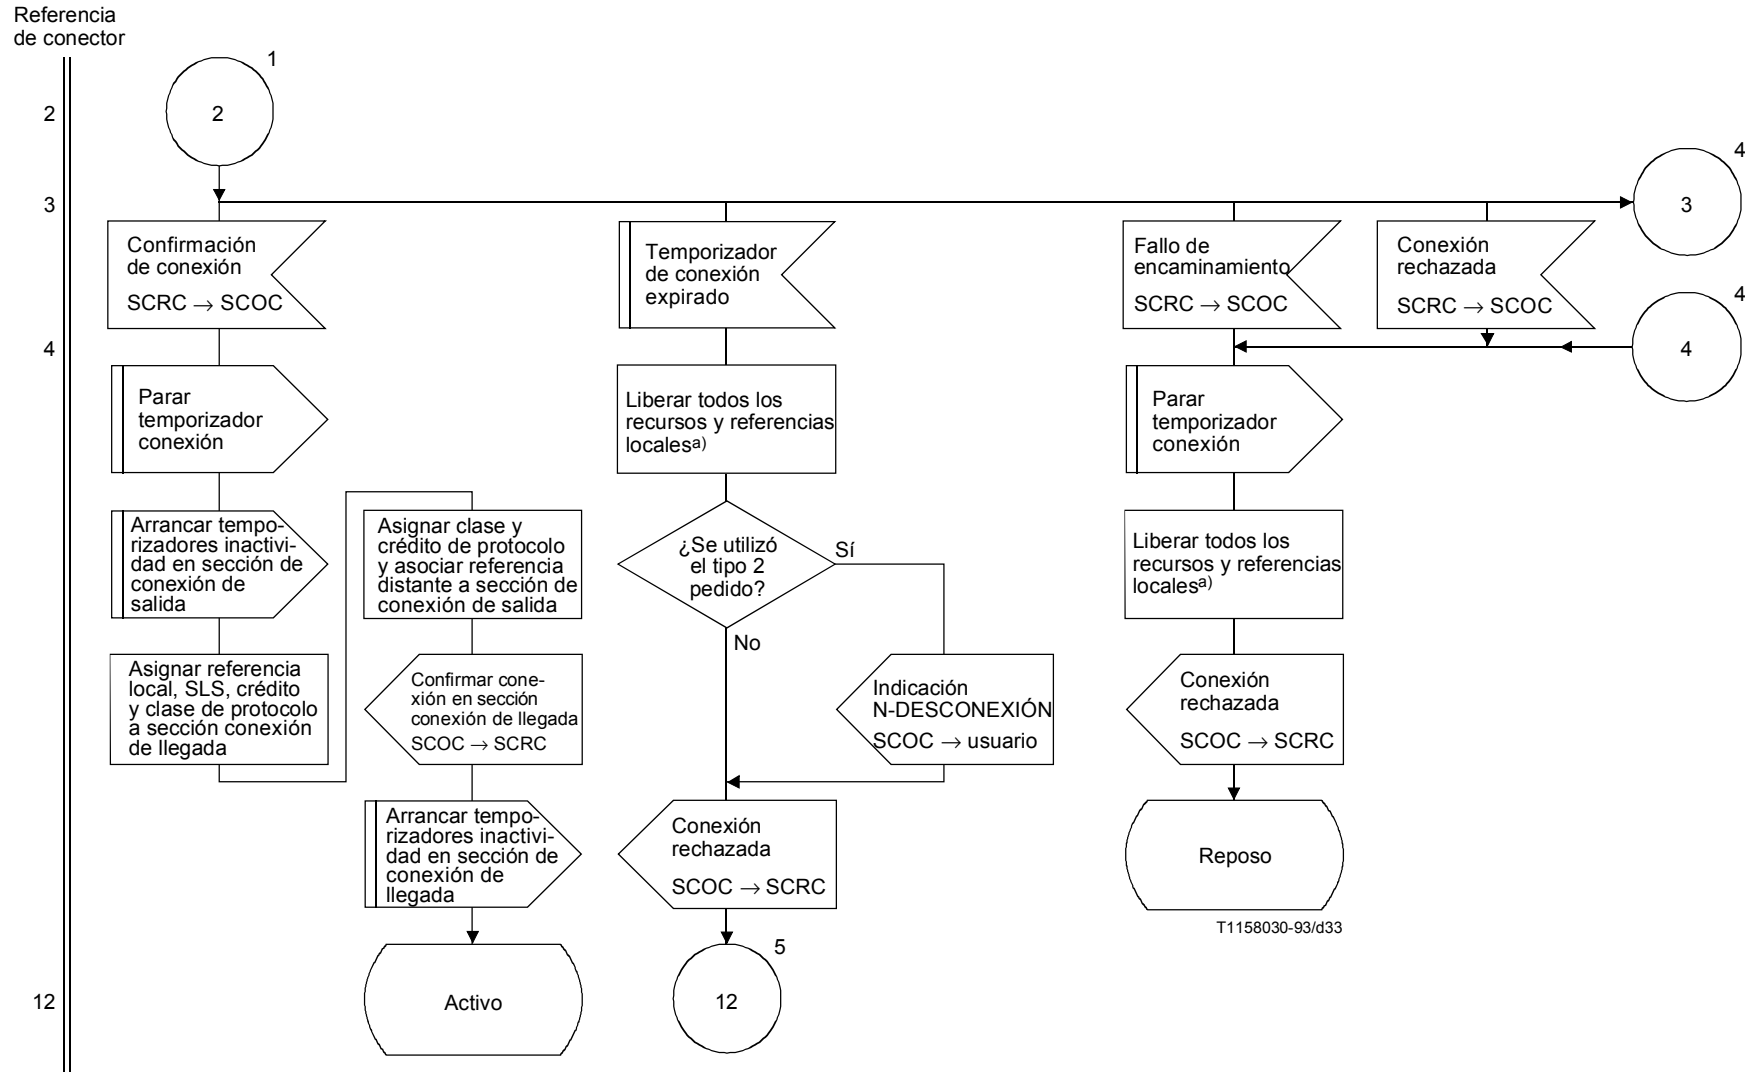 Referencia
de conector
1
2
2
4
3
3
Confirmación
de conexión
SCRC → SCOC
Temporizador
de conexión
expirado
Fallo de
encaminamiento
SCRC → SCOC
Conexión
rechazada
SCRC → SCOC
4
4
4
Parar
temporizador
conexión
Liberar todos los
recursos y referencias
localesa)
Parar
temporizador
conexión
Arrancar tempo-
rizadores inactivi-
dad en sección de
conexión de
salida
Asignar clase y
crédito de protocolo
y asociar referencia
distante a sección de
conexión de salida
¿Se utilizó
el tipo 2
pedido?
Sí
No
Liberar todos los
recursos y referencias
localesa)
Asignar referencia
local, SLS, crédito
y clase de protocolo
a sección conexión
de llegada
Confirmar cone-
xión en sección
conexión de llegada
SCOC → SCRC
Indicación
N-DESCONEXIÓN
SCOC → usuario
Conexión
rechazada
SCOC → SCRC
Arrancar tempo-
rizadores inactivi-
dad en sección de
conexión de
llegada
Conexión
rechazada
SCOC → SCRC
Reposo
T1158030-93/d33
5
12
Activo
12